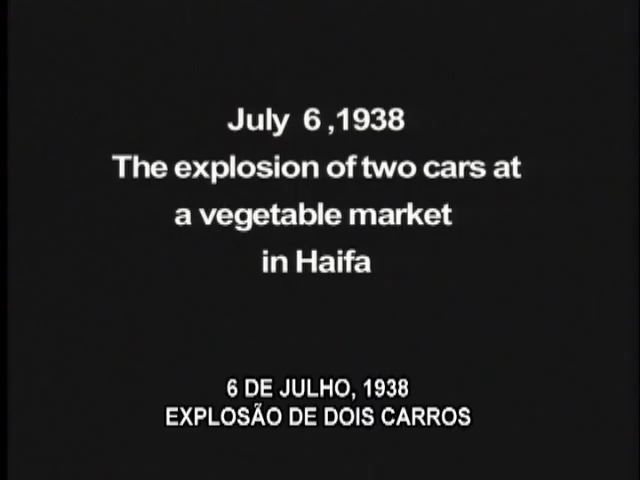 July 6 ,1938
The explosion of two cars at
a vegetable market
in Haifa
6 DE JULHO, 1938
EXPLOSÃO DE DOIS CARROS